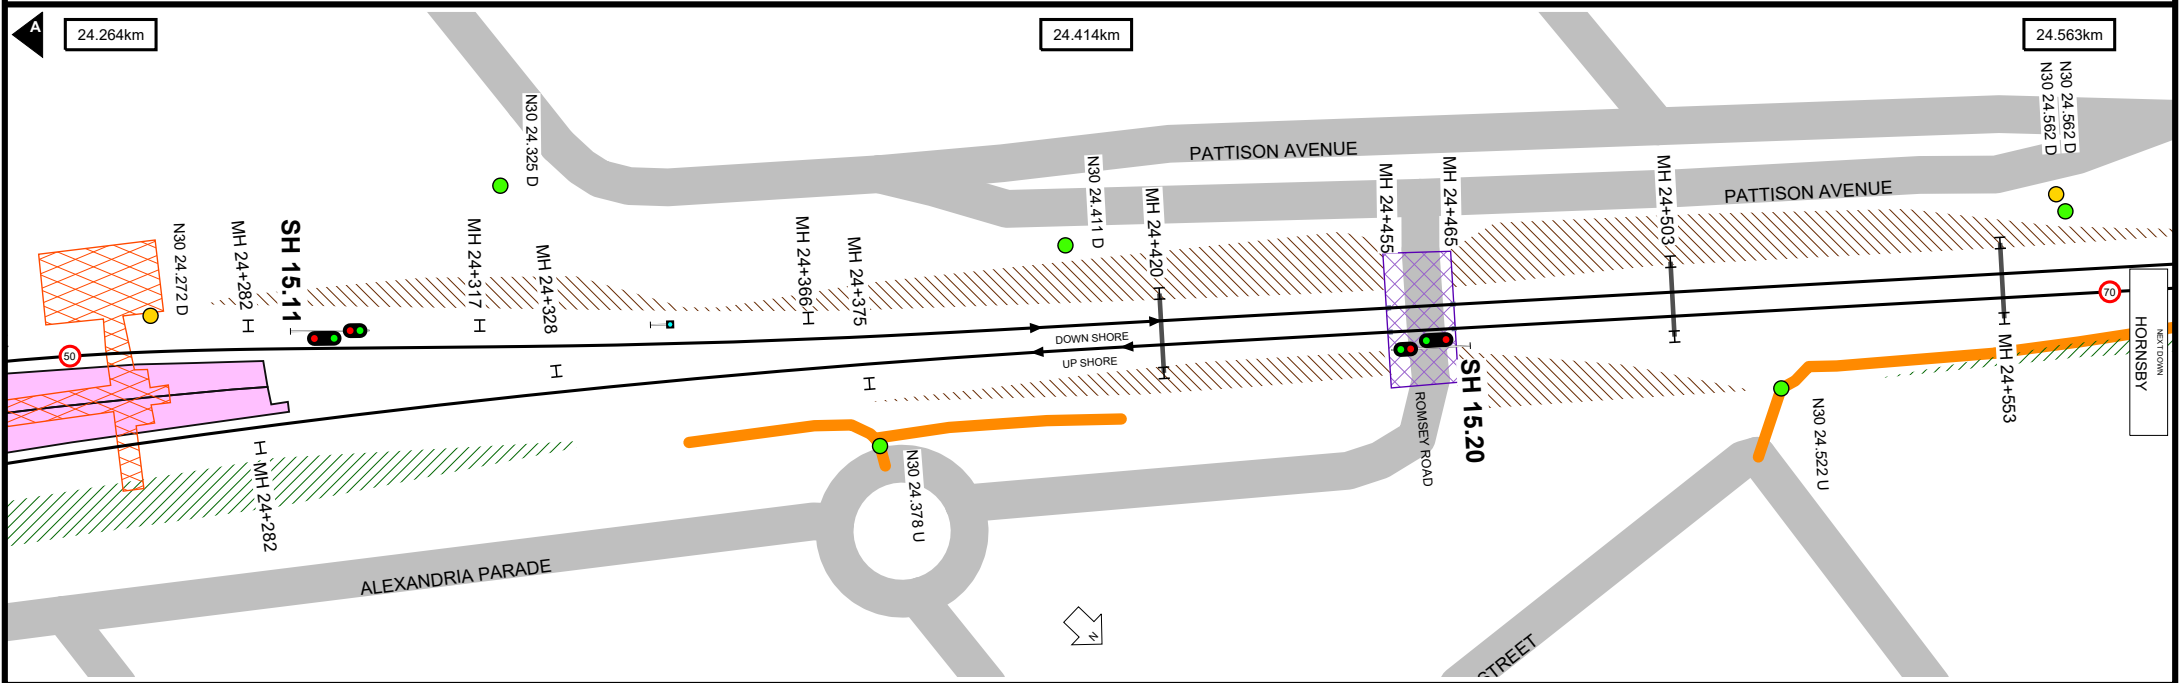 A
24.264km
24.414km
24.563km
N30 24.562 D
N30 24.562 D
N30 24.325 D
PATTISON AVENUE
N30 24.411 D
MH 24+420
MH 24+455
MH 24+465
MH 24+503
PATTISON AVENUE
N30 24.272 D
MH 24+282
SH 15.11
MH 24+317
MH 24+328
MH 24+366
MH 24+375
50
DOWN SHORE
UP SHORE
70
NEXT DOWN
HORNSBY
MH 24+553
SH 15.20
ROMSEY ROAD
N30 24.522 U
MH 24+282
N30 24.378 U
ALEXANDRIA PARADE
N
STREET